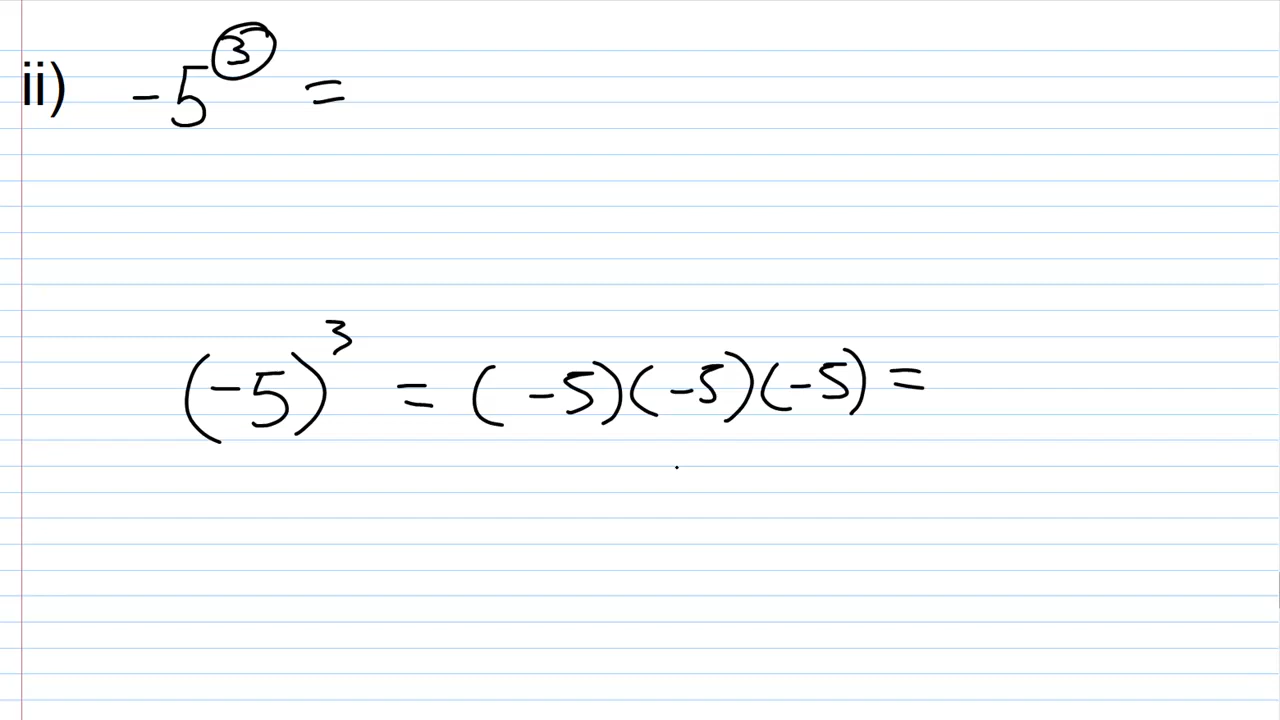 ii) -5³ =
(-5)³ = (-5)(-5)(-5) =